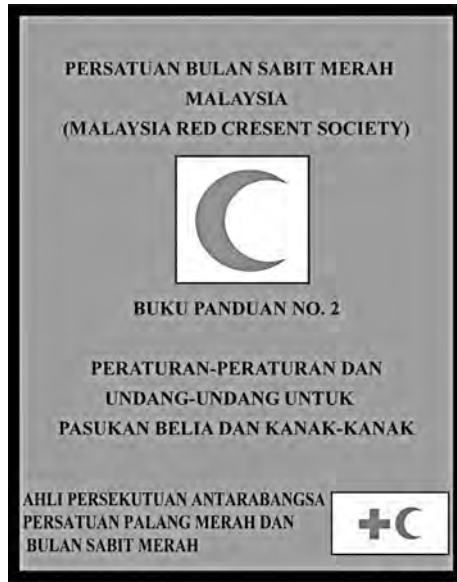 PERSATUAN BULAN SABIT MERAH
MALAYSIA
(MALAYSIA RED CRESENT SOCIETY)
BUKU PANDUAN NO. 2
PERATURAN-PERATURAN DAN
UNDANG-UNDANG UNTUK
PASUKAN BELIA DAN KANAK-KANAK
AHLI PERSEKUTUAN ANTARABANGSA
PERSATUAN PALANG MERAH DAN
BULAN SABIT MERAH